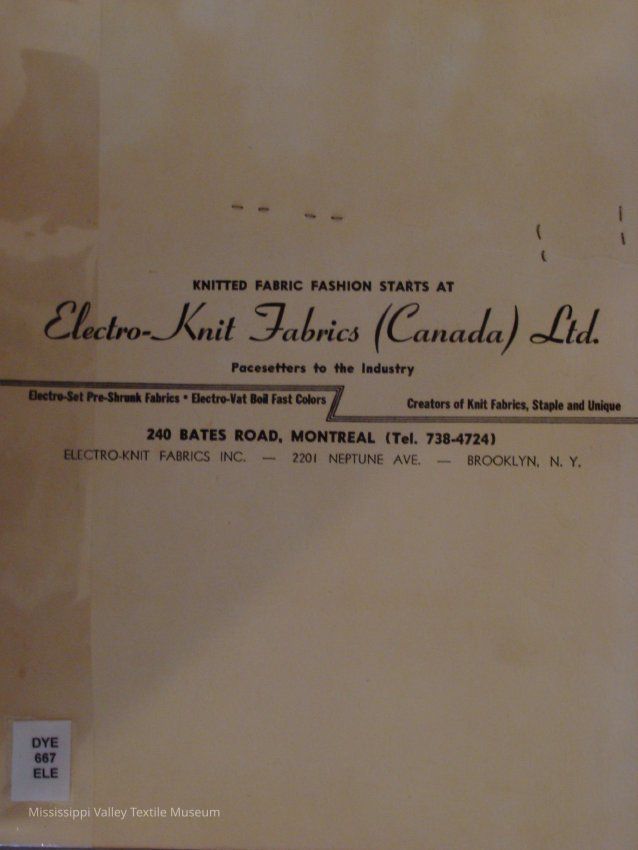 KNITTED FABRIC FASHION STARTS AT
Electro-Knit Fabrics (Canada) Ltd.
Pacesetters to the Industry
Electro-Set Pre-Shrunk Fabrics • Electro-Vat Boil Fast Colors
Creators of Knit Fabrics, Staple and Unique
240 BATES ROAD, MONTREAL (Tel. 738-4724)
ELECTRO-KNIT FABRICS INC. — 2201 NEPTUNE AVE. — BROOKLYN, N. Y.
DYE
667
ELE
Mississippi Valley Textile Museum